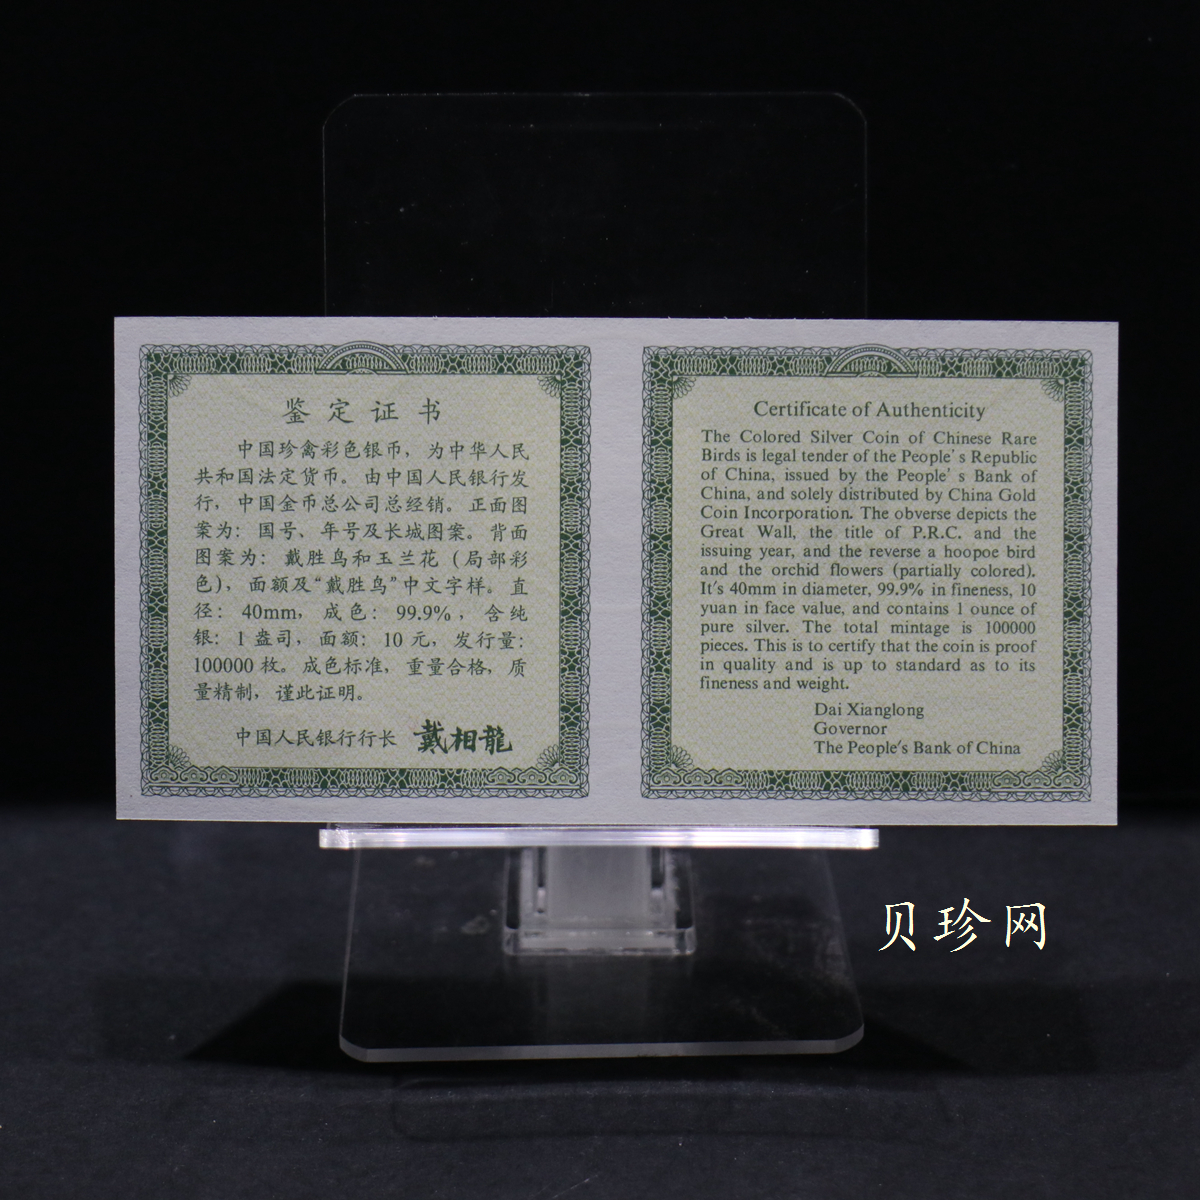 鉴定证书
中国珍禽彩色银币，为中华人民
共和国法定货币。由中国人民银行发
行，中国金币总公司总经销。正面图
案为：国号、年号及长城图案。背面
图案为：戴胜鸟和玉兰花（局部彩
色），面额及“戴胜鸟”中文字样。直
径：40mm，成色：99.9%，含纯
银：1盎司，面额：10元，发行量：
100000枚。成色标准，重量合格，质
量精制，谨此证明。
中国人民银行行长 戴相龍
Certificate of Authenticity
The Colored Silver Coin of Chinese Rare
Birds is legal tender of the People's Republic
of China, issued by the People's Bank of
China, and solely distributed by China Gold
Coin Incorporation. The obverse depicts the
Great Wall, the title of P.R.C. and the
issuing year, and the reverse a hoopoe bird
and the orchid flowers (partially colored).
It's 40mm in diameter, 99.9% in fineness, 10
yuan in face value, and contains 1 ounce of
pure silver. The total mintage is 100000
pieces. This is to certify that the coin is proof
in quality and is up to standard as to its
fineness and weight.
Dai Xianglong
Governor
The People's Bank of China
贝珍网